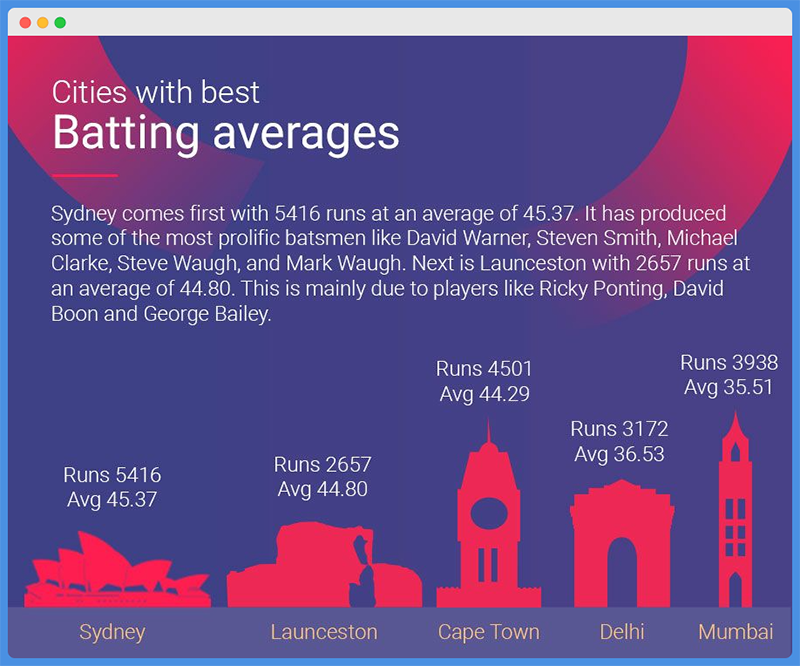 Cities with best
Batting averages
Sydney comes first with 5416 runs at an average of 45.37. It has produced
some of the most prolific batsmen like David Warner, Steven Smith, Michael
Clarke, Steve Waugh, and Mark Waugh. Next is Launceston with 2657 runs at
an average of 44.80. This is mainly due to players like Ricky Ponting, David
Boon and George Bailey.
Runs 5416
Avg 45.37
Runs 2657
Avg 44.80
Runs 4501
Avg 44.29
Runs 3172
Avg 36.53
Runs 3938
Avg 35.51
Sydney
Launceston
Cape Town
Delhi
Mumbai